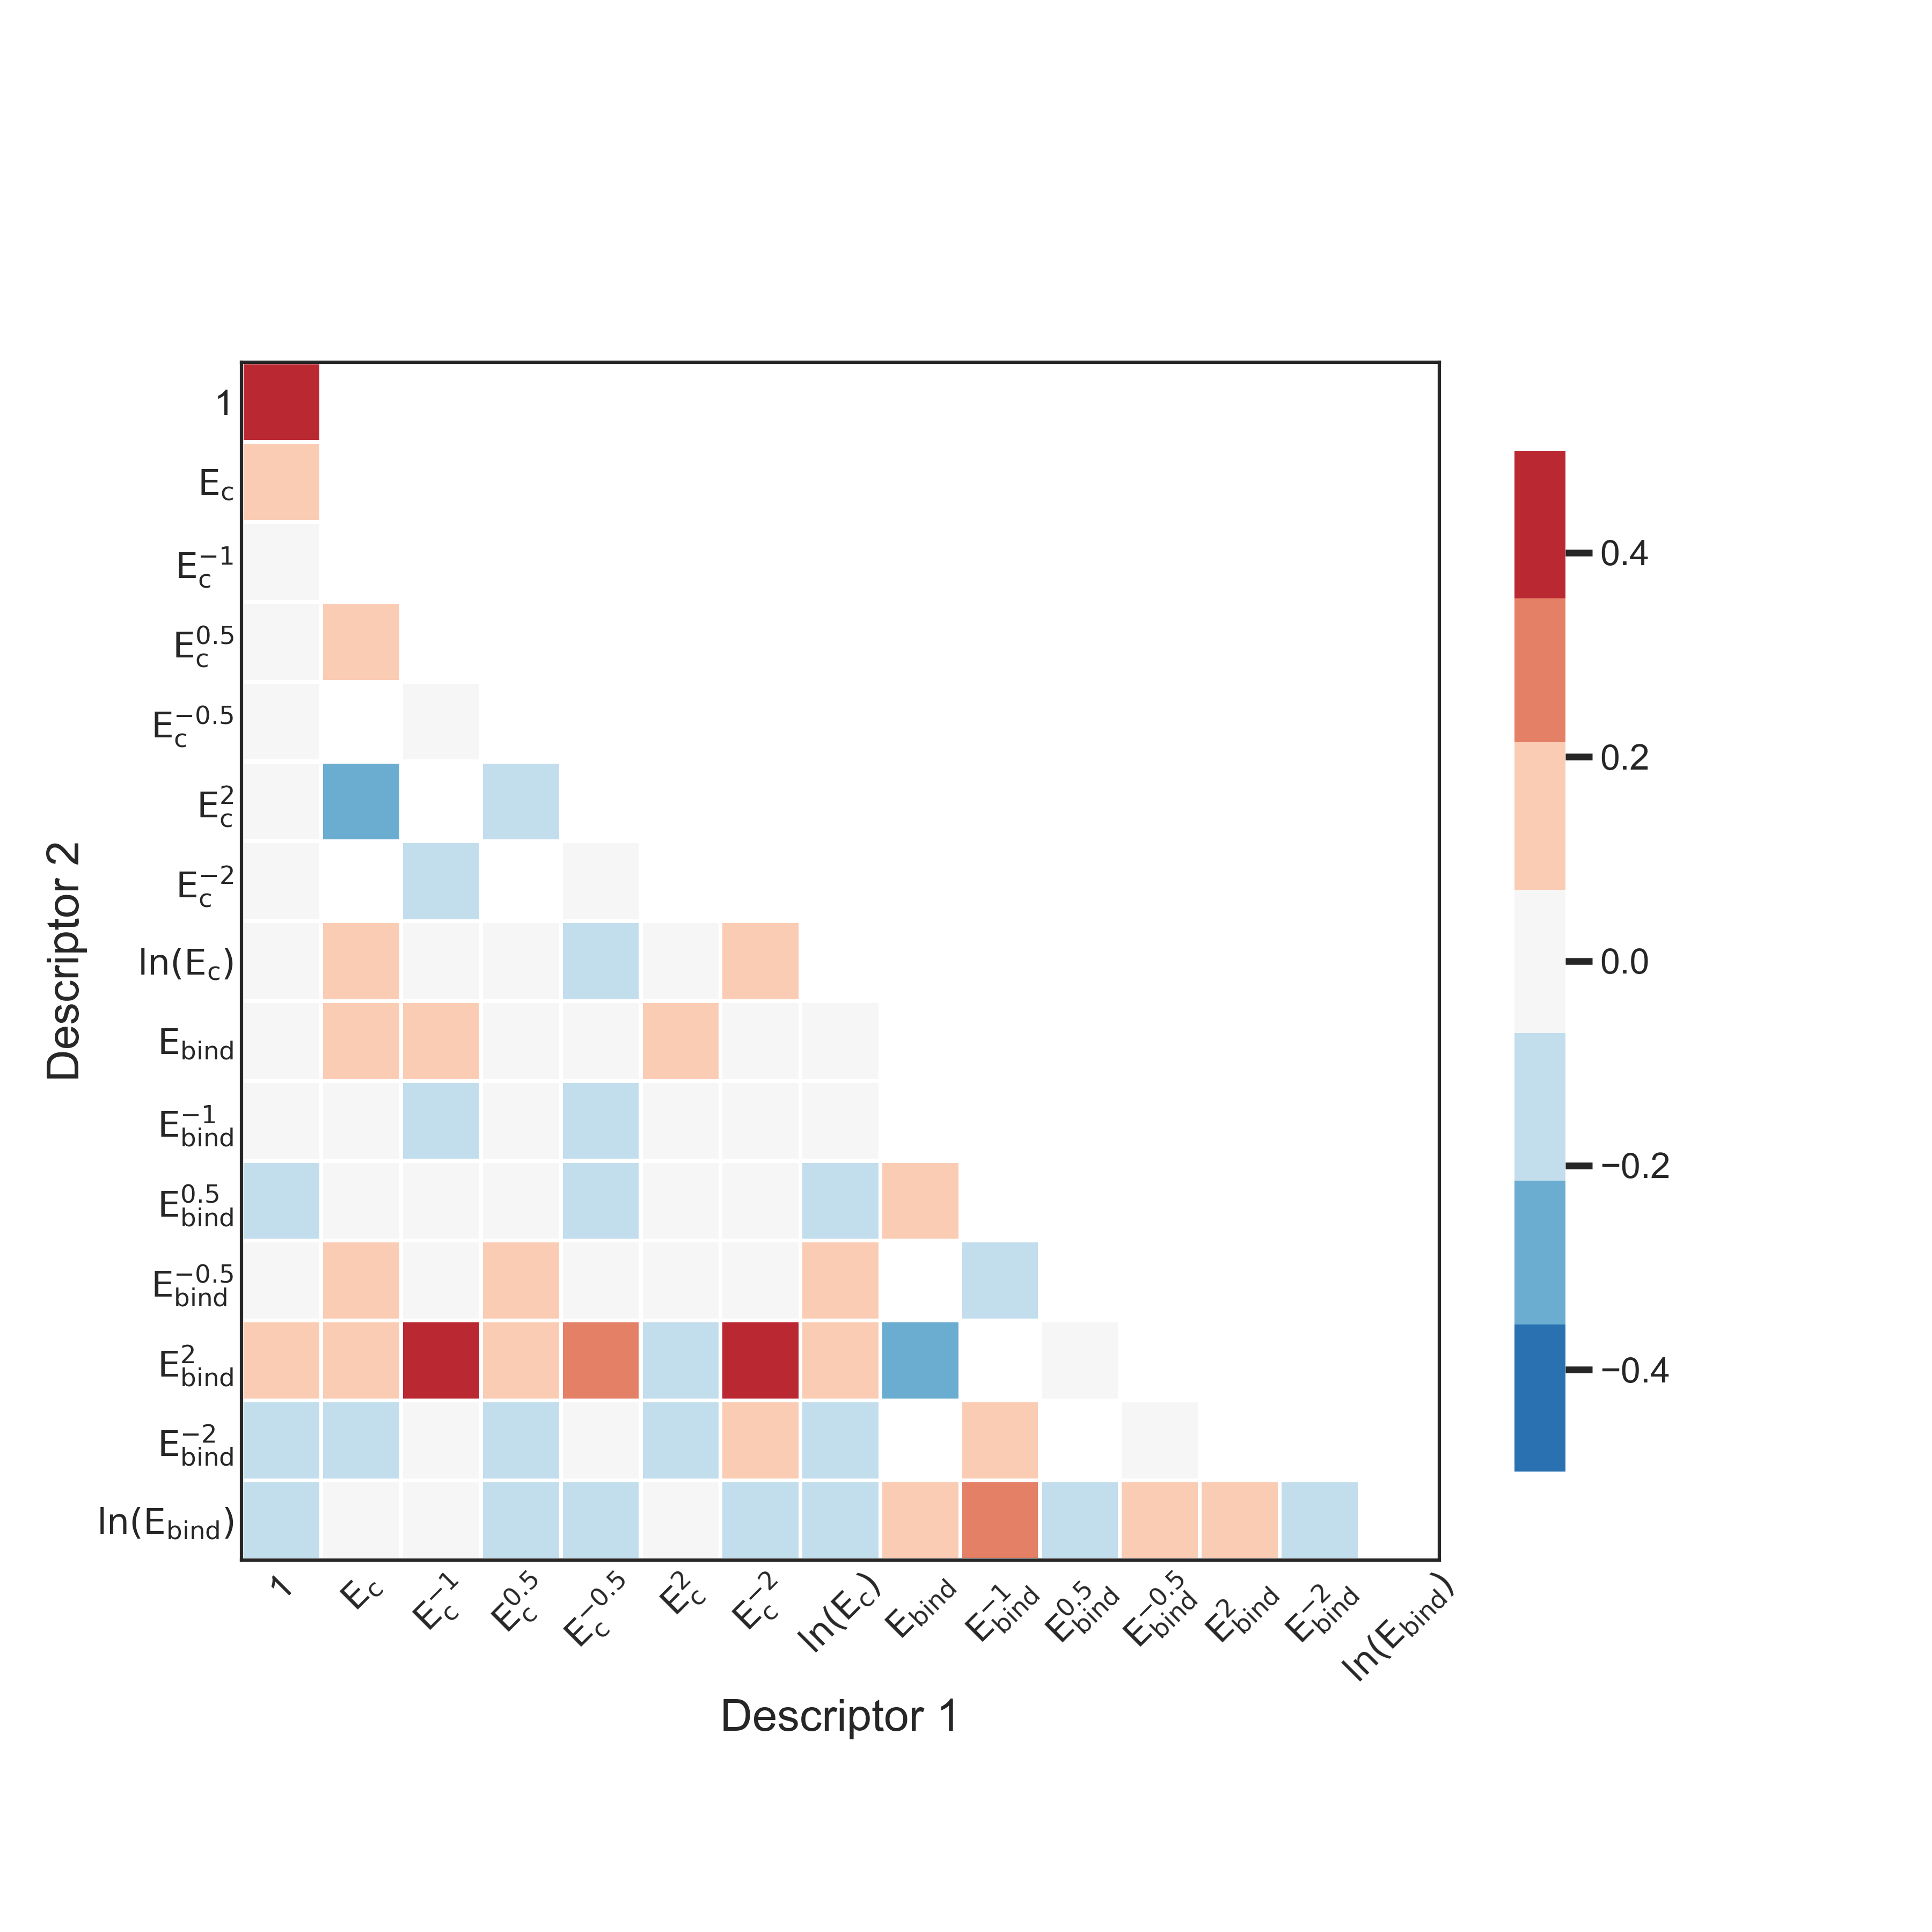 1
E_c
E_c^{−1}
E_c^{0.5}
E_c^{−0.5}
E_c^{2}
E_c^{−2}
ln(E_c)
E_bind
E_bind^{−1}
E_bind^{0.5}
E_bind^{−0.5}
E_bind^{2}
E_bind^{−2}
ln(E_bind)
Descriptor 2
1
E_c
E_c^{−1}
E_c^{0.5}
E_c^{−0.5}
E_c^{2}
E_c^{−2}
ln(E_c)
E_bind
E_bind^{−1}
E_bind^{0.5}
E_bind^{−0.5}
E_bind^{2}
E_bind^{−2}
ln(E_bind)
Descriptor 1
0.4
0.2
0.0
−0.2
−0.4